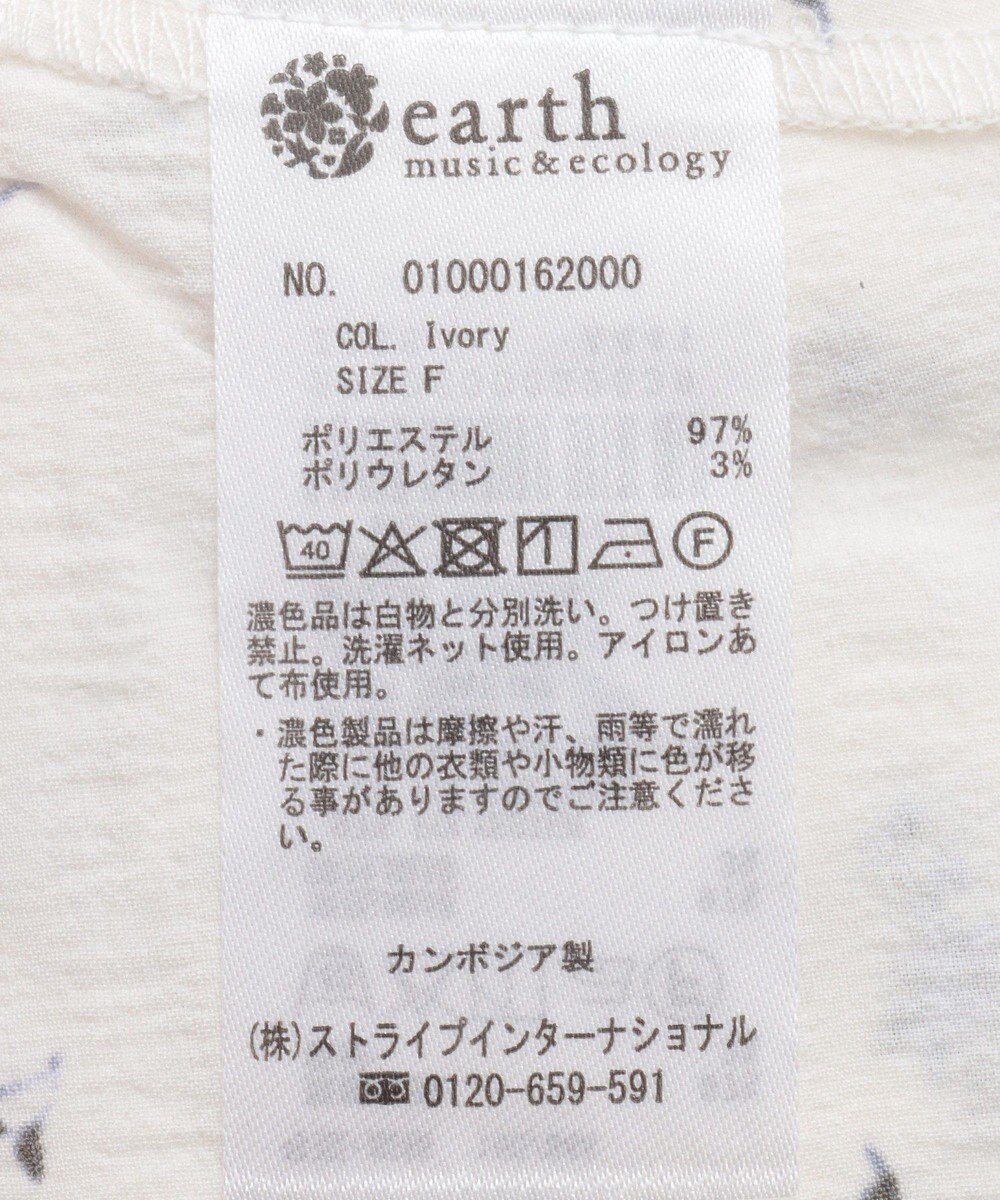 earth
music & ecology
NO. 01000162000
COL. Ivory
SIZE F
ポリエステル 97%
ポリウレタン 3%
40 F
濃色品は白物と分別洗い。つけ置き
禁止。洗濯ネット使用。アイロンあ
て布使用。
・濃色製品は摩擦や汗、雨等で濡れ
た際に他の衣類や小物類に色が移
る事がありますのでご注意くださ
い。
カンボジア製
(株)ストライプインターナショナル
0120-659-591